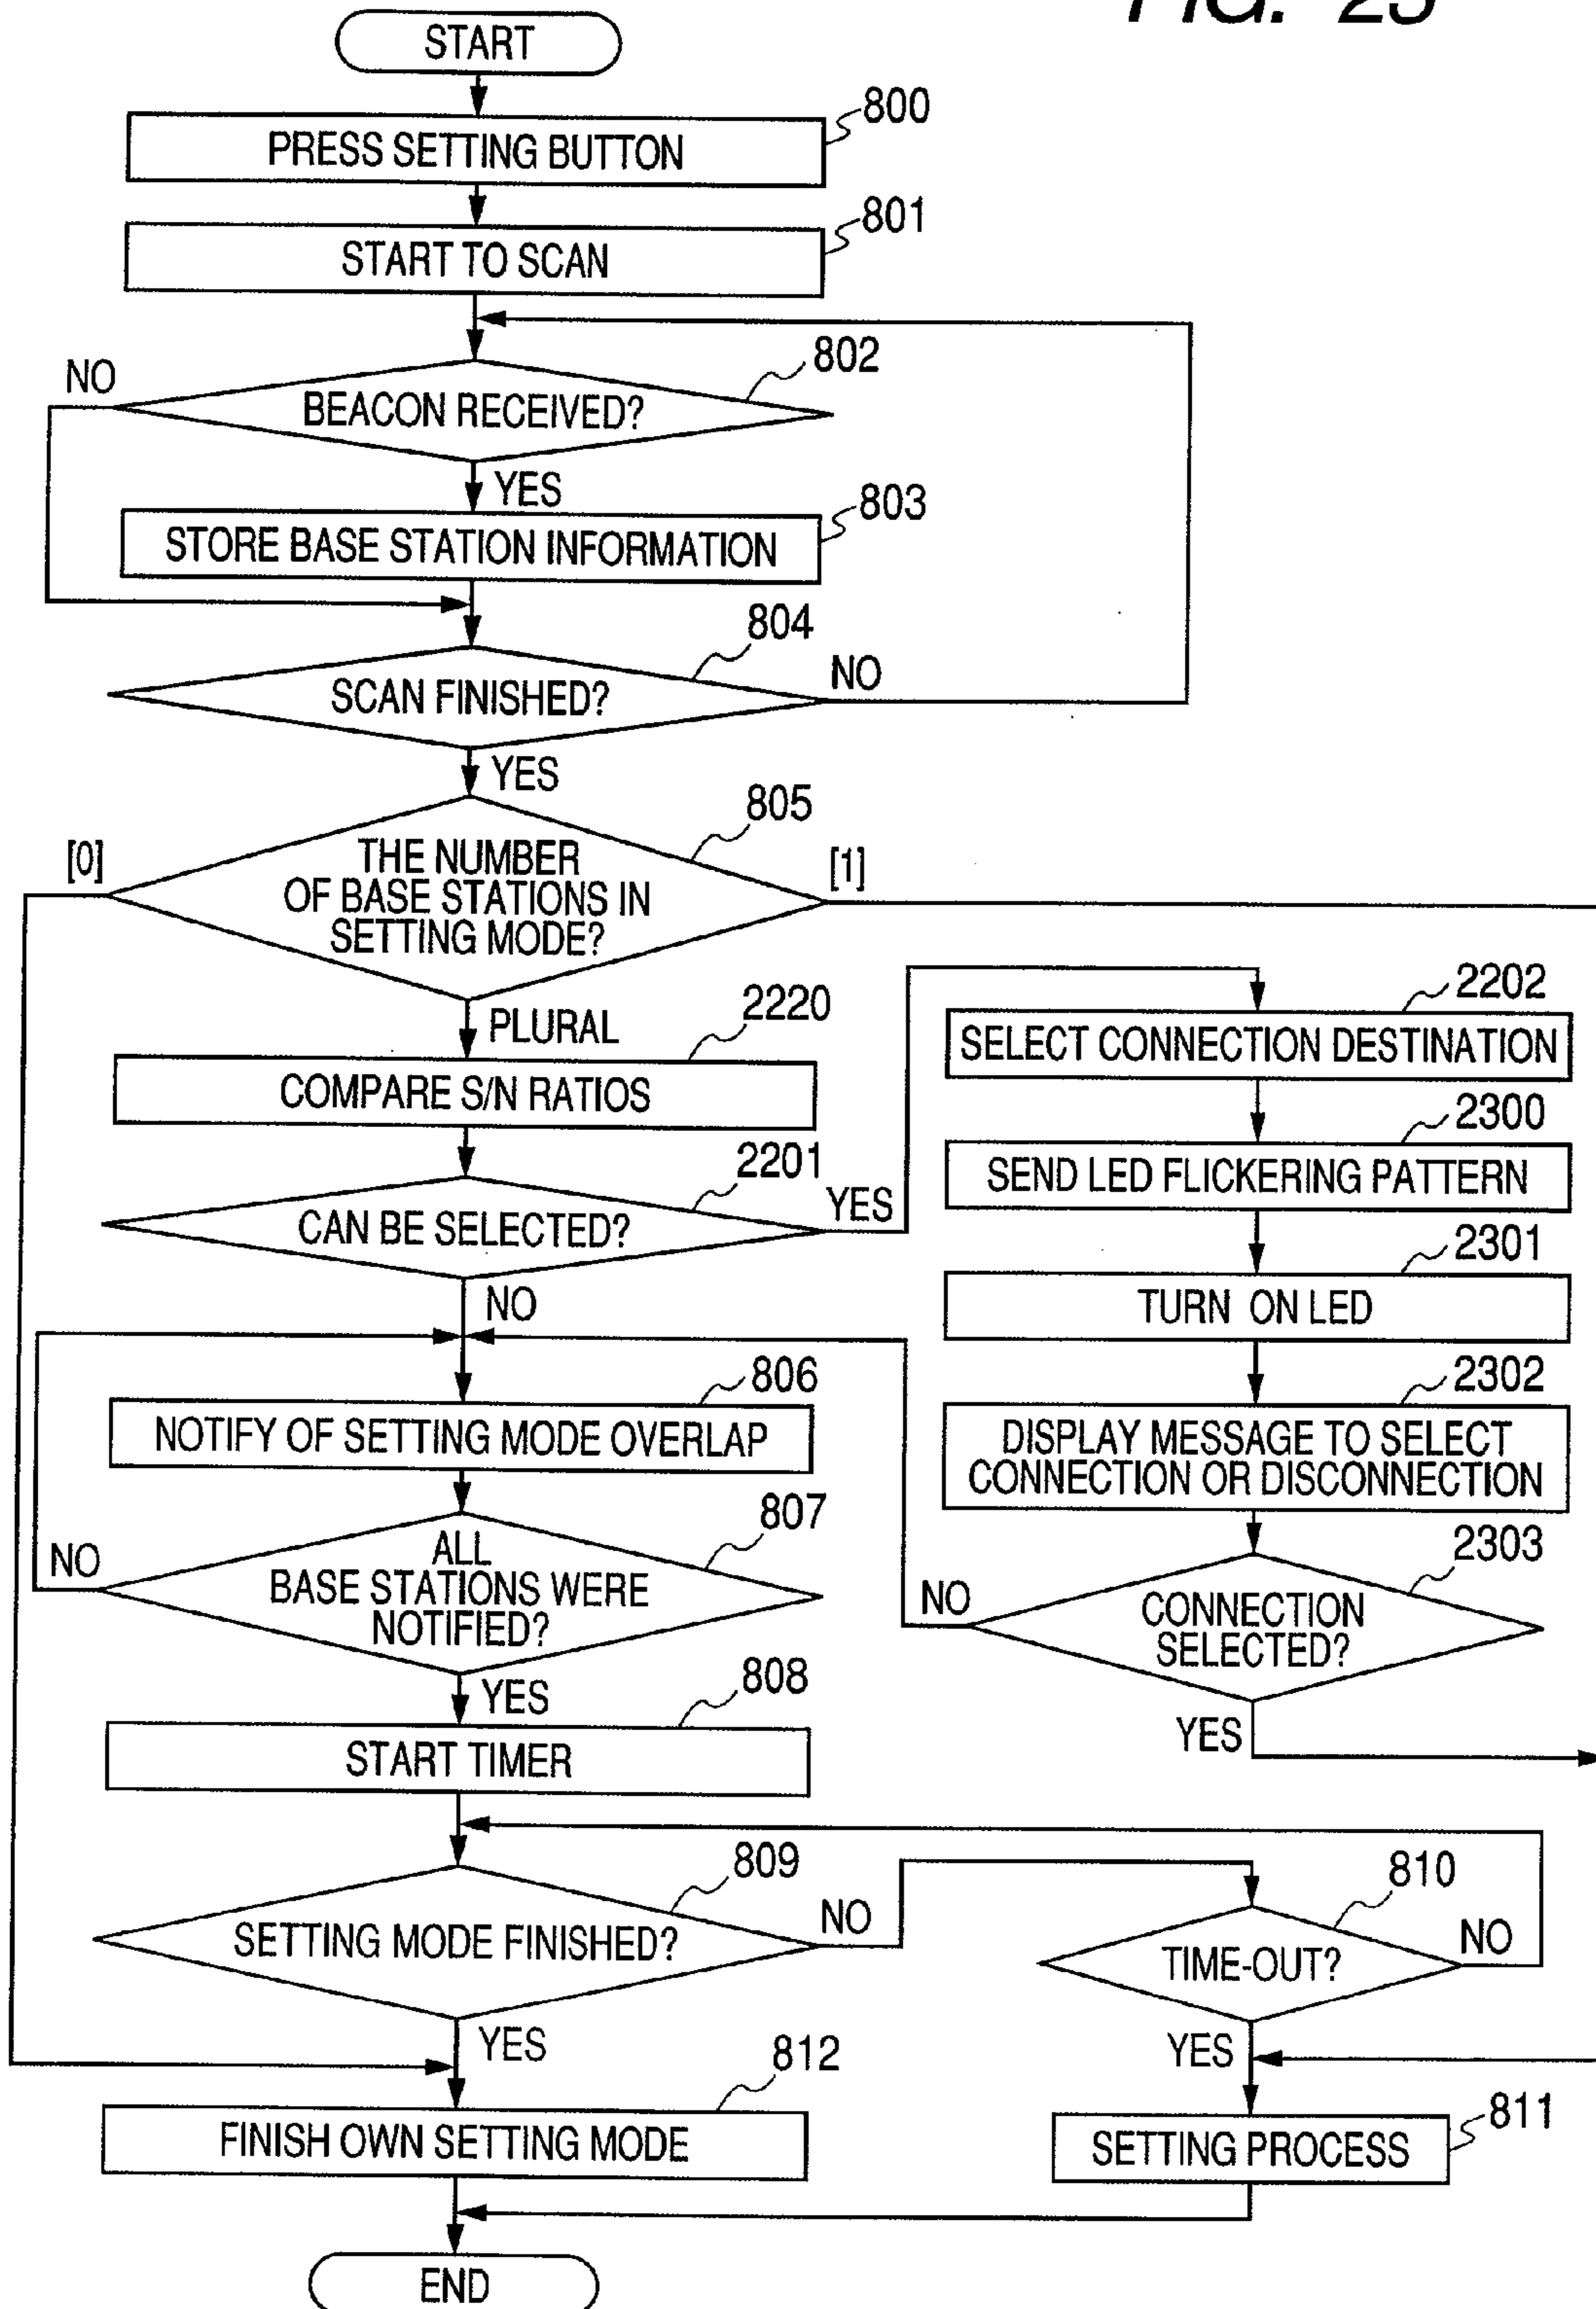 FIG. 23
START
800
PRESS SETTING BUTTON
801
START TO SCAN
802
NO
BEACON RECEIVED?
YES
803
STORE BASE STATION INFORMATION
804
SCAN FINISHED?
NO
YES
805
[0]
THE NUMBER
OF BASE STATIONS IN
SETTING MODE?
[1]
PLURAL
2220
COMPARE S/N RATIOS
2201
CAN BE SELECTED?
YES
NO
2202
SELECT CONNECTION DESTINATION
2300
SEND LED FLICKERING PATTERN
2301
TURN ON LED
2302
DISPLAY MESSAGE TO SELECT
CONNECTION OR DISCONNECTION
2303
NO
CONNECTION
SELECTED?
YES
806
NOTIFY OF SETTING MODE OVERLAP
807
NO
ALL
BASE STATIONS WERE
NOTIFIED?
YES
808
START TIMER
809
SETTING MODE FINISHED?
NO
YES
810
TIME-OUT?
NO
YES
812
FINISH OWN SETTING MODE
811
SETTING PROCESS
END